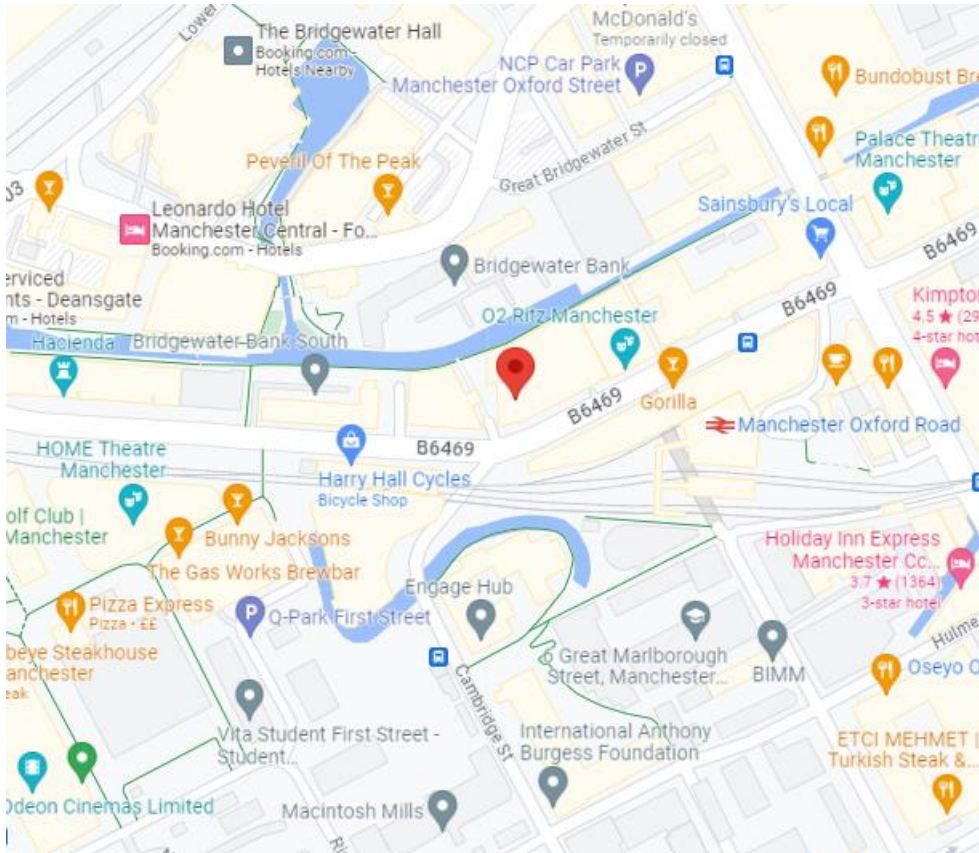 Lower
The Bridgewater Hall
Booking.com -
Hotels Nearby
McDonald's
Temporarily closed
NCP Car Park
Manchester Oxford Street
P
Bundobust Bre
Palace Theatr
Manchester
Great Bridgewater St
Peveril Of The Peak
03
Leonardo Hotel
Manchester Central - Fo...
Booking.com - Hotels
Sainsbury's Local
Bridgewater Bank
B6469
erviced
nts - Deansgate
m - Hotels
Kimpton
4.5 ★ (29
4-star hot
O2 Ritz Manchester
Hacienda
Bridgewater Bank South
Gorilla
B6469
Manchester Oxford Road
B6469
HOME Theatre
Manchester
Harry Hall Cycles
Bicycle Shop
olf Club |
Manchester
Bunny Jacksons
The Gas Works Brewbar
Holiday Inn Express
Manchester Cc...
3.7 ★ (1364)
3-star hotel
Engage Hub
Pizza Express
Pizza • ££
P
Q-Park First Street
Hulme
beye Steakhouse
anchester
eak
6 Great Marlborough
Street, Manchester...
BIMM
Oseyo O
Cambridge St
Vita Student First Street -
Student...
International Anthony
Burgess Foundation
ETCI MEHMET |
Turkish Steak &...
Odeon Cinemas Limited
Macintosh Mills